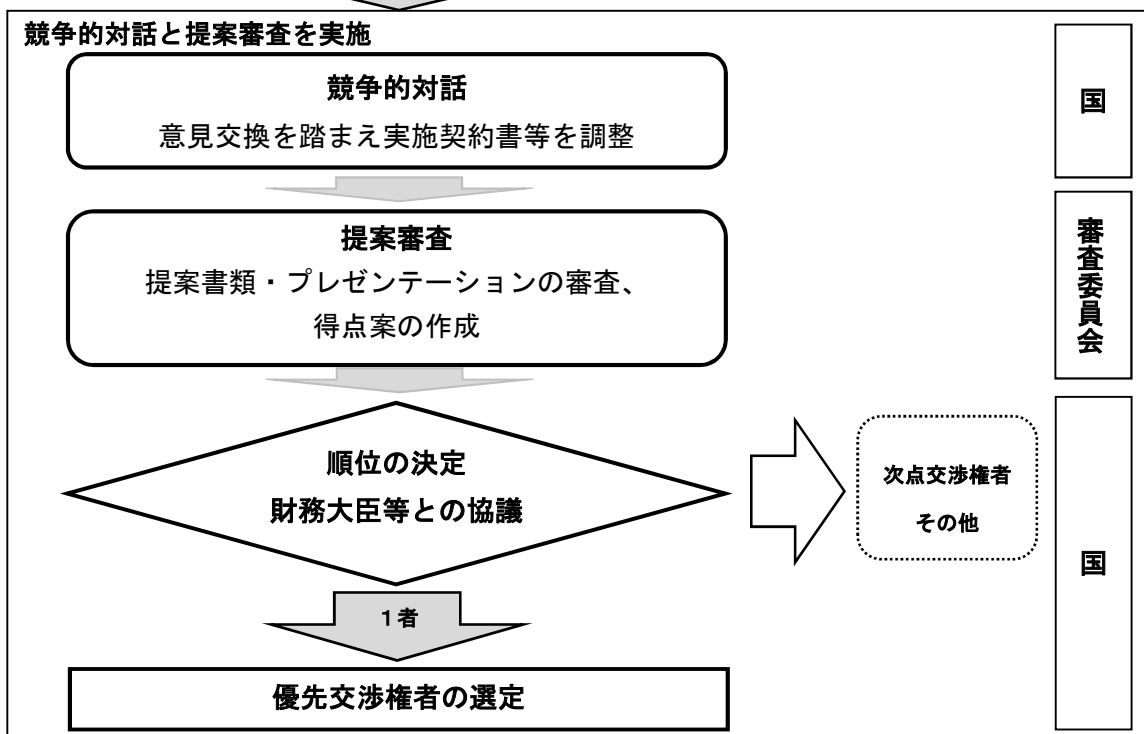 競争的対話と提案審査を実施
競争的対話
意見交換を踏まえ実施契約書等を調整
国
提案審査
提案書類・プレゼンテーションの審査、
得点案の作成
審査委員会
順位の決定
財務大臣等との協議
次点交渉権者
その他
国
1者
優先交渉権者の選定